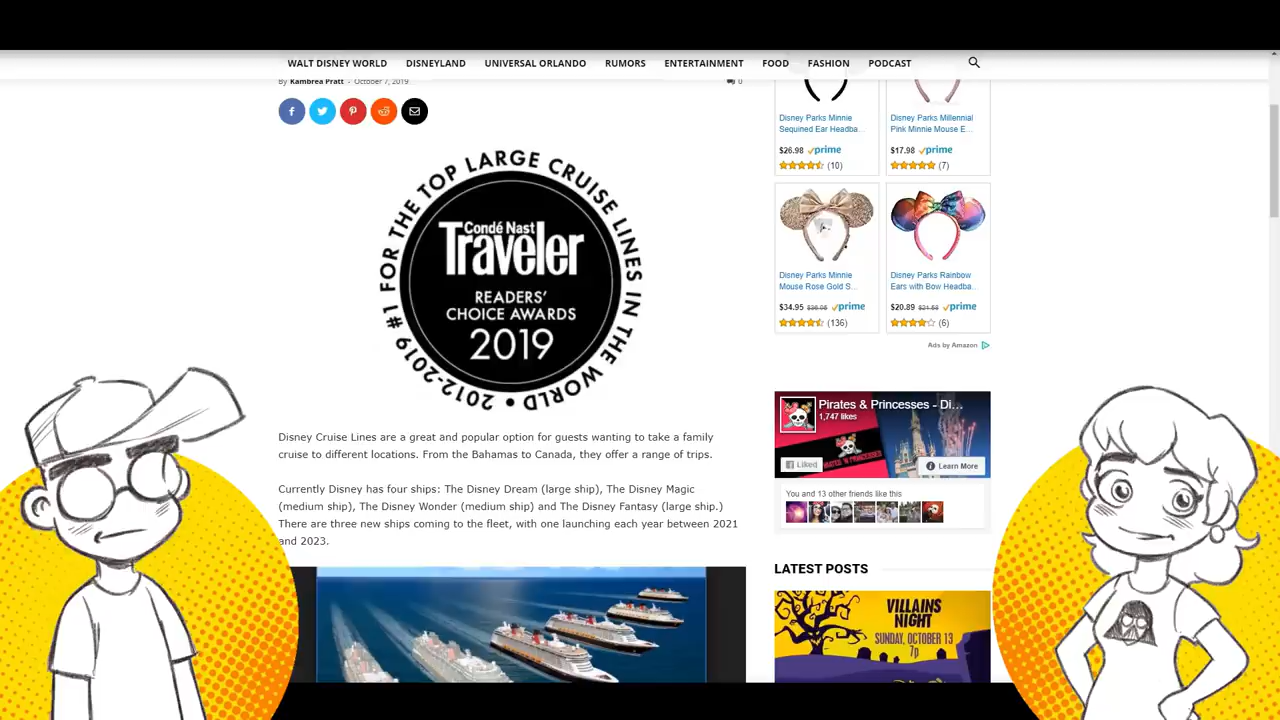 WALT DISNEY WORLD DISNEYLAND UNIVERSAL ORLANDO RUMORS ENTERTAINMENT FOOD FASHION PODCAST
By Kambrea Pratt - October 7, 2019
0
2012-2019 #1 FOR THE TOP LARGE CRUISE LINES IN THE WORLD •
Condé Nast
Traveler
READERS'
CHOICE AWARDS
2019
Disney Cruise Lines are a great and popular option for guests wanting to take a family
cruise to different locations. From the Bahamas to Canada, they offer a range of trips.
Currently Disney has four ships: The Disney Dream (large ship), The Disney Magic
(medium ship), The Disney Wonder (medium ship) and The Disney Fantasy (large ship.)
There are three new ships coming to the fleet, with one launching each year between 2021
and 2023.
Disney Parks Minnie
Sequined Ear Headba...
$26.98 prime
(10)
Disney Parks Millennial
Pink Minnie Mouse E...
$17.98 prime
(7)
Disney Parks Minnie
Mouse Rose Gold S...
$34.95 $36.06 prime
(136)
Disney Parks Rainbow
Ears with Bow Headba...
$20.89 $21.53 prime
(6)
Ads by Amazon
Pirates & Princesses - Di...
1,747 likes
Liked
Learn More
You and 13 other friends like this
LATEST POSTS
VILLAINS
NIGHT
SUNDAY, OCTOBER 13
7p